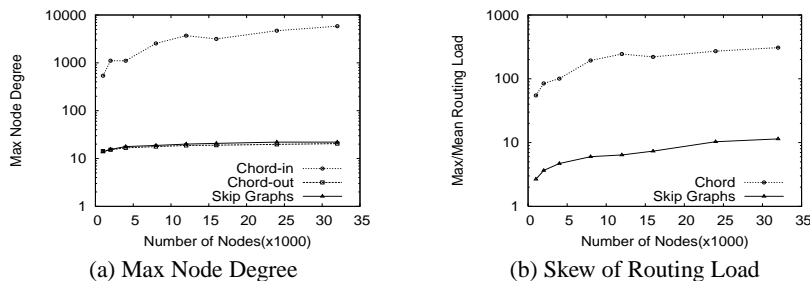 10000
1000
100
10
1
Max Node Degree
Chord-in
Chord-out
Skip Graphs
0 5 10 15 20 25 30 35
Number of Nodes(x1000)
(a) Max Node Degree
1000
100
10
1
Max/Mean Routing Load
Chord
Skip Graphs
0 5 10 15 20 25 30 35
Number of Nodes(x1000)
(b) Skew of Routing Load